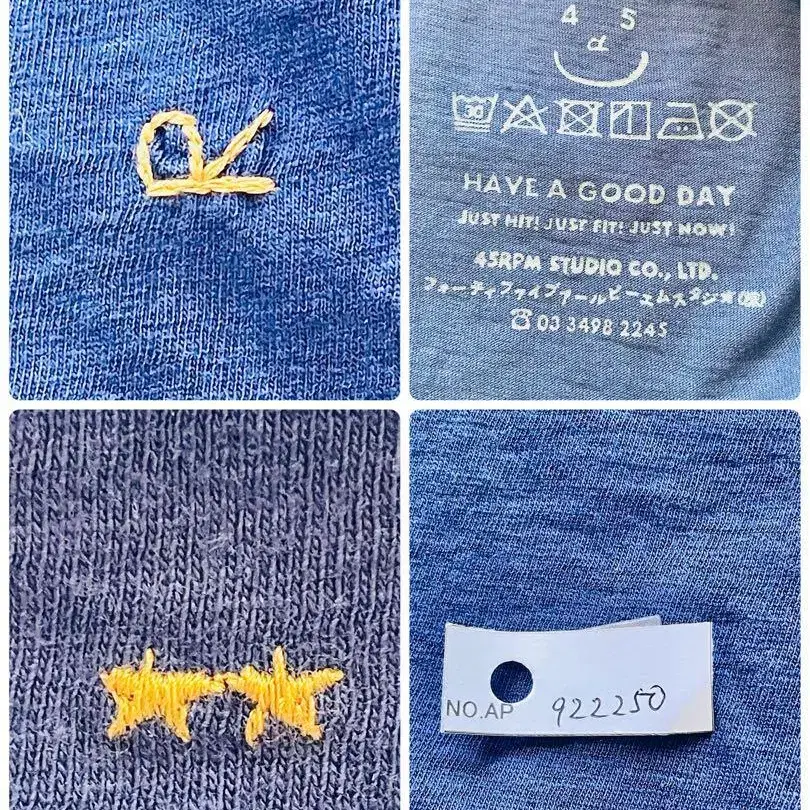 R
4 5
R
30
HAVE A GOOD DAY
JUST HIT! JUST FIT! JUST NOW!
45RPM STUDIO CO., LTD.
フォーティファイブアールピーエムスタジオ(株)
☎ 03 3498 2245
NO.AP 922250